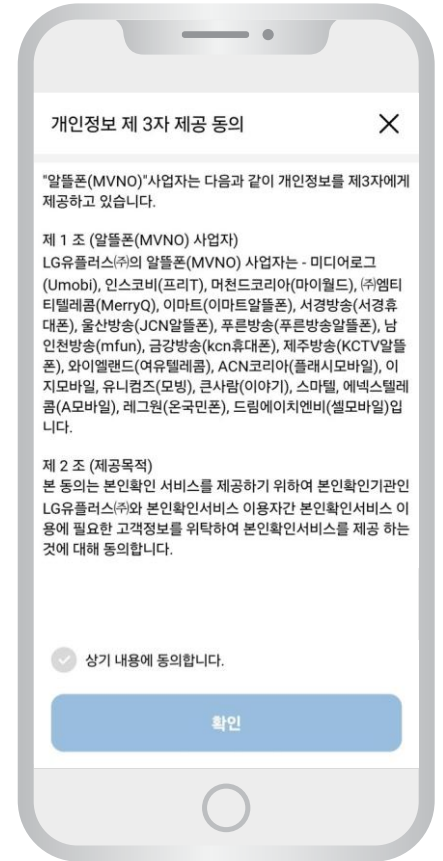 개인정보 제 3자 제공 동의
"알뜰폰(MVNO)"사업자는 다음과 같이 개인정보를 제3자에게
제공하고 있습니다.
제 1 조 (알뜰폰(MVNO) 사업자)
LG유플러스㈜의 알뜰폰(MVNO) 사업자는 - 미디어로그
(Umobi), 인스코비(프리T), 머천드코리아(마이월드), ㈜엠티
티텔레콤(MerryQ), 이마트(이마트알뜰폰), 서경방송(서경휴
대폰), 울산방송(JCN알뜰폰), 푸른방송(푸른방송알뜰폰), 남
인천방송(mfun), 금강방송(kcn휴대폰), 제주방송(KCTV알뜰
폰), 와이엘랜드(여유텔레콤), ACN코리아(플래시모바일), 이
지모바일, 유니컴즈(모빙), 큰사람(이야기), 스마텔, 에넥스텔레
콤(A모바일), 레그원(온국민폰), 드림에이치엔비(셀모바일)입
니다.
제 2 조 (제공목적)
본 동의는 본인확인 서비스를 제공하기 위하여 본인확인기관인
LG유플러스㈜와 본인확인서비스 이용자간 본인확인서비스 이
용에 필요한 고객정보를 위탁하여 본인확인서비스를 제공 하는
것에 대해 동의합니다.
상기 내용에 동의합니다.
확인